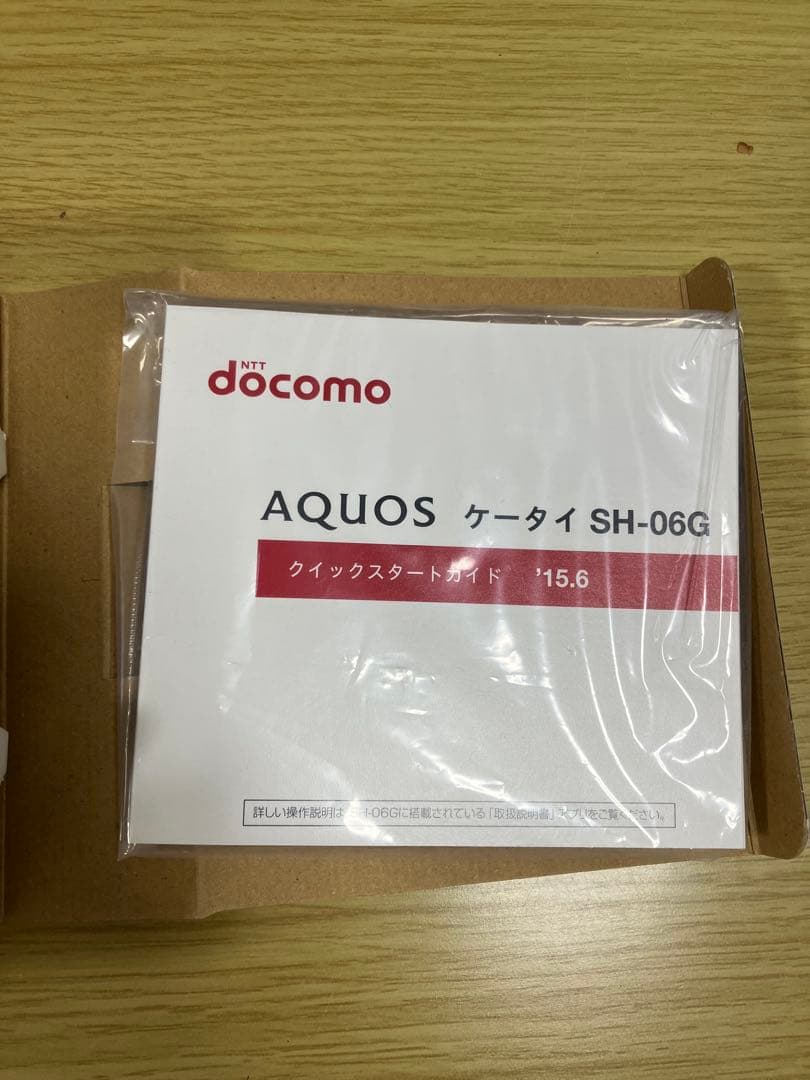 NTT
docomo
AQUOS ケータイ SH-06G
クイックスタートガイド '15.6
詳しい操作説明は、SH-06Gに搭載されている「取扱説明書」アプリをご覧ください。